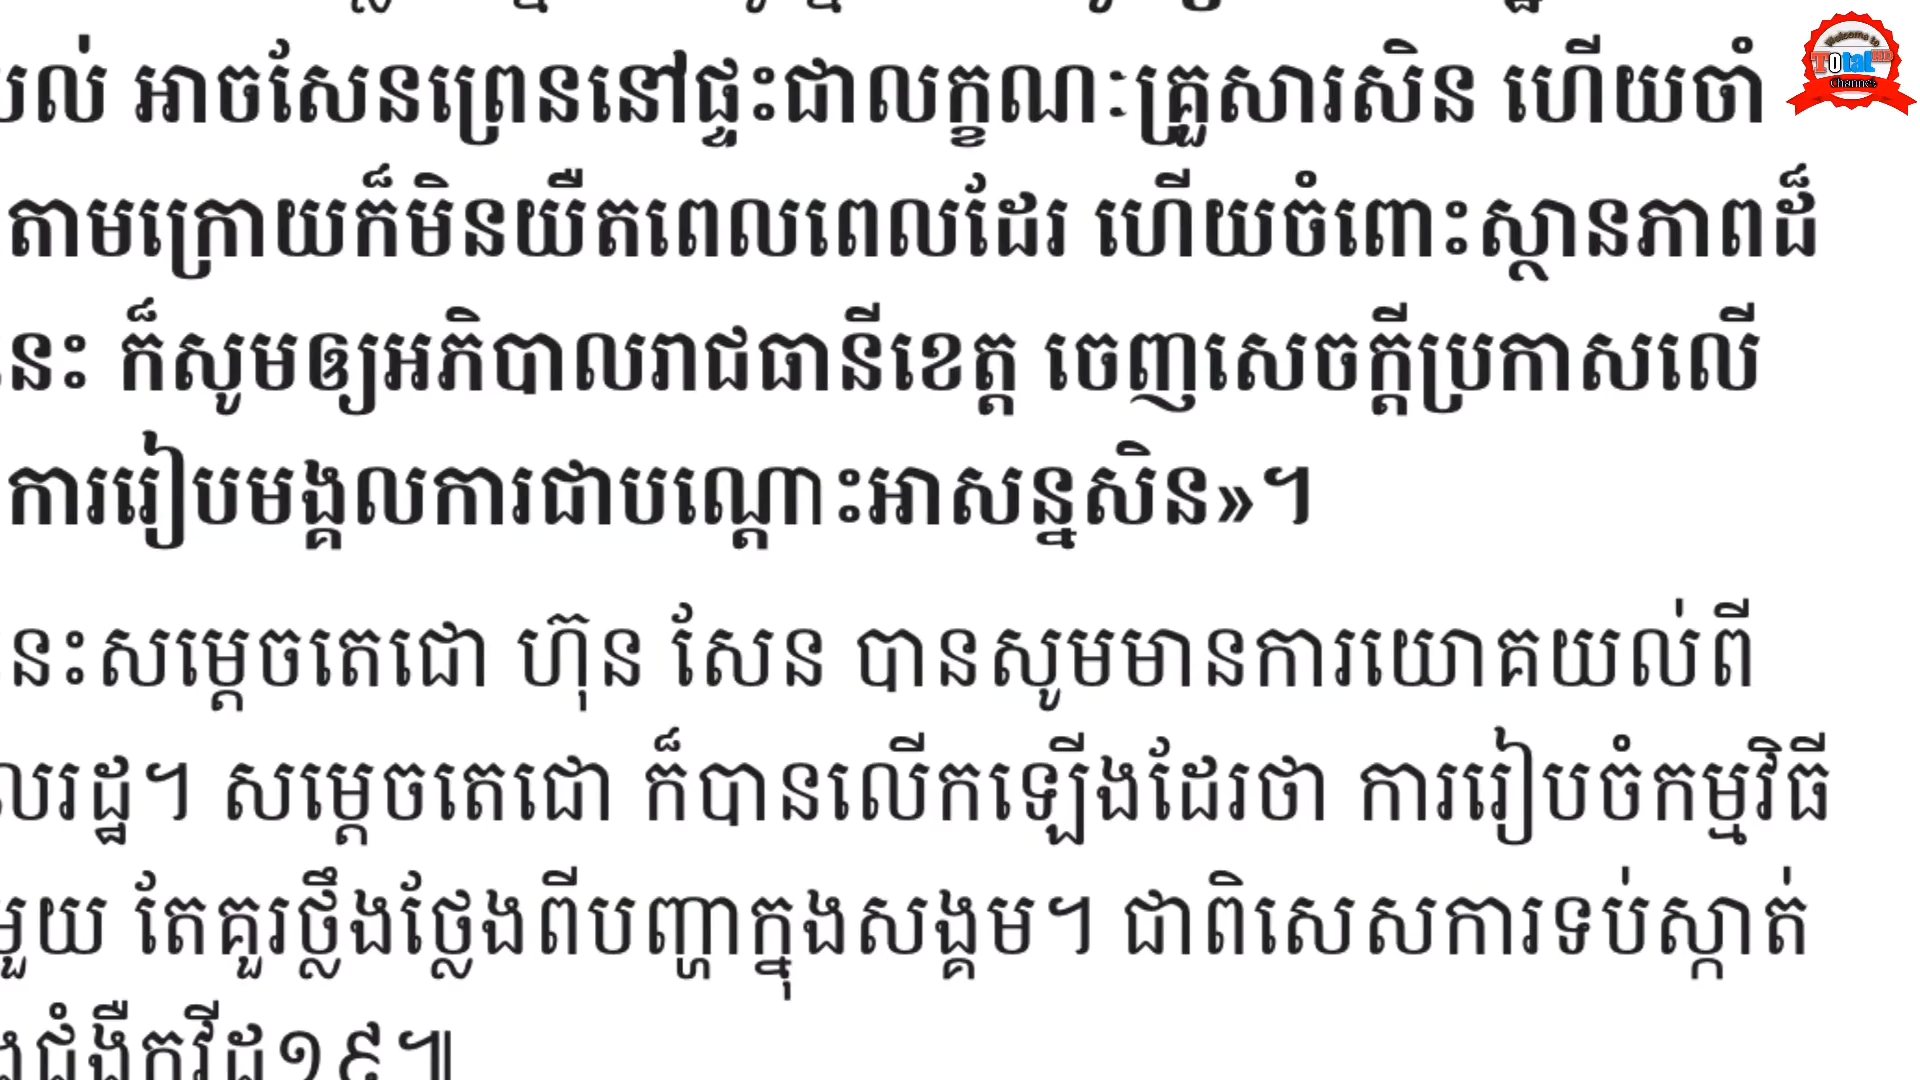 យល់ អាចសែនព្រេននៅផ្ទះជាលក្ខណៈគ្រួសារសិន ហើយចាំ
តាមក្រោយក៏មិនយឺតពេលពេលដែរ ហើយចំពោះស្ថានភាពដ៏
នេះ ក៏សូមឲ្យអភិបាលរាជធានីខេត្ត ចេញសេចក្តីប្រកាសលើ
ការរៀបមង្គលការជាបណ្តោះអាសន្នសិន»។
នេះសម្តេចតេជោ ហ៊ុន សែន បានសូមមានការយោគយល់ពី
លរដ្ឋ។ សម្តេចតេជោ ក៏បានលើកឡើងដែរថា ការរៀបចំកម្មវិធី
មួយ តែគួរថ្លឹងថ្លែងពីបញ្ហាក្នុងសង្គម។ ជាពិសេសការទប់ស្កាត់
ជំងឺកូវីដ១៩៕
Welcome to
Total HD
Channel